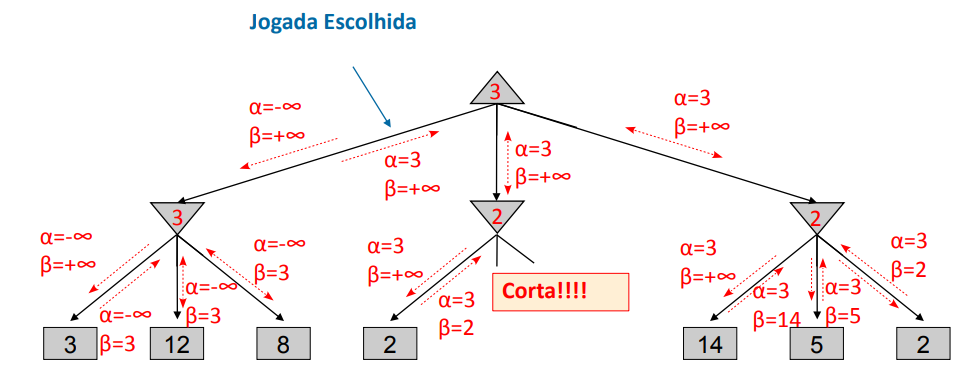 Jogada Escolhida
3
α=-∞
β=+∞
α=3
β=+∞
α=3
β=+∞
α=3
β=+∞
3
2
2
α=-∞
β=+∞
α=-∞
β=3
α=-∞
β=3
α=-∞
β=3
α=3
β=+∞
α=3
β=2
Corta!!!!
α=3
β=+∞
α=3
β=14
α=3
β=5
α=3
β=2
3
12
8
2
14
5
2